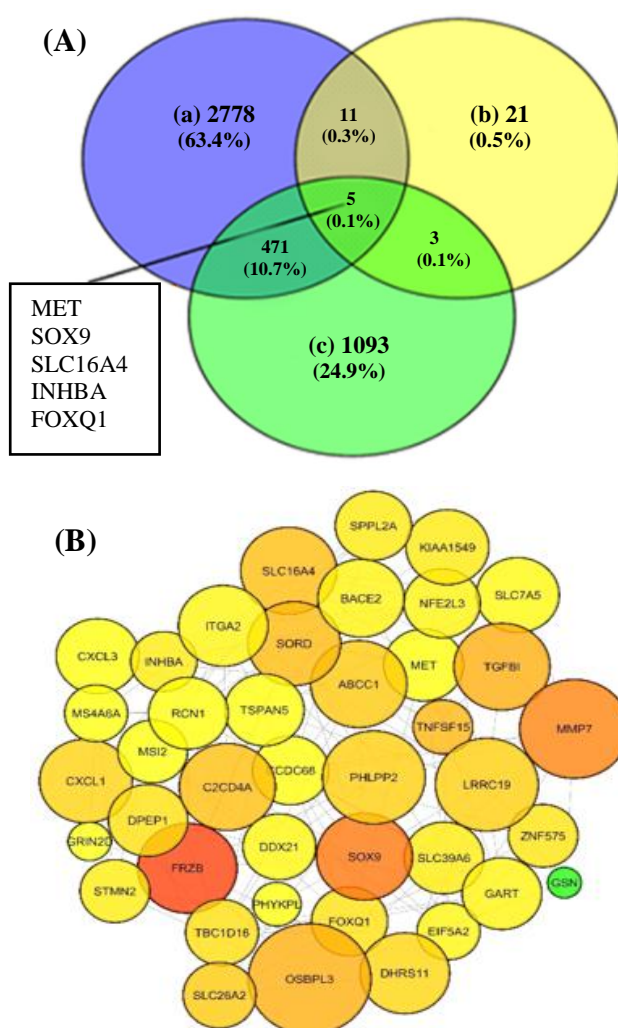 (A)
(a) 2778
(63.4%)
11
(0.3%)
(b) 21
(0.5%)
5
(0.1%)
471
(10.7%)
3
(0.1%)
(c) 1093
(24.9%)
MET
SOX9
SLC16A4
INHBA
FOXQ1
(B)
SPPL2A
KIAA1549
SLC16A4
BACE2
NFE2L3
SLC7A5
ITGA2
SORD
CXCL3
INHBA
MET
TGFBI
ABCC1
MS4A6A
RCN1
TSPAN5
TNFSF15
MMP7
MSI2
CXCL1
C2CD4A
CCDC68
PHLPP2
LRRC19
DPEP1
GRIN2D
DDX21
SOX9
SLC39A6
ZNF575
FRZB
GSN
STMN2
PHYKPL
GART
TBC1D16
FOXQ1
EIF5A2
SLC26A2
OSBPL3
DHRS11